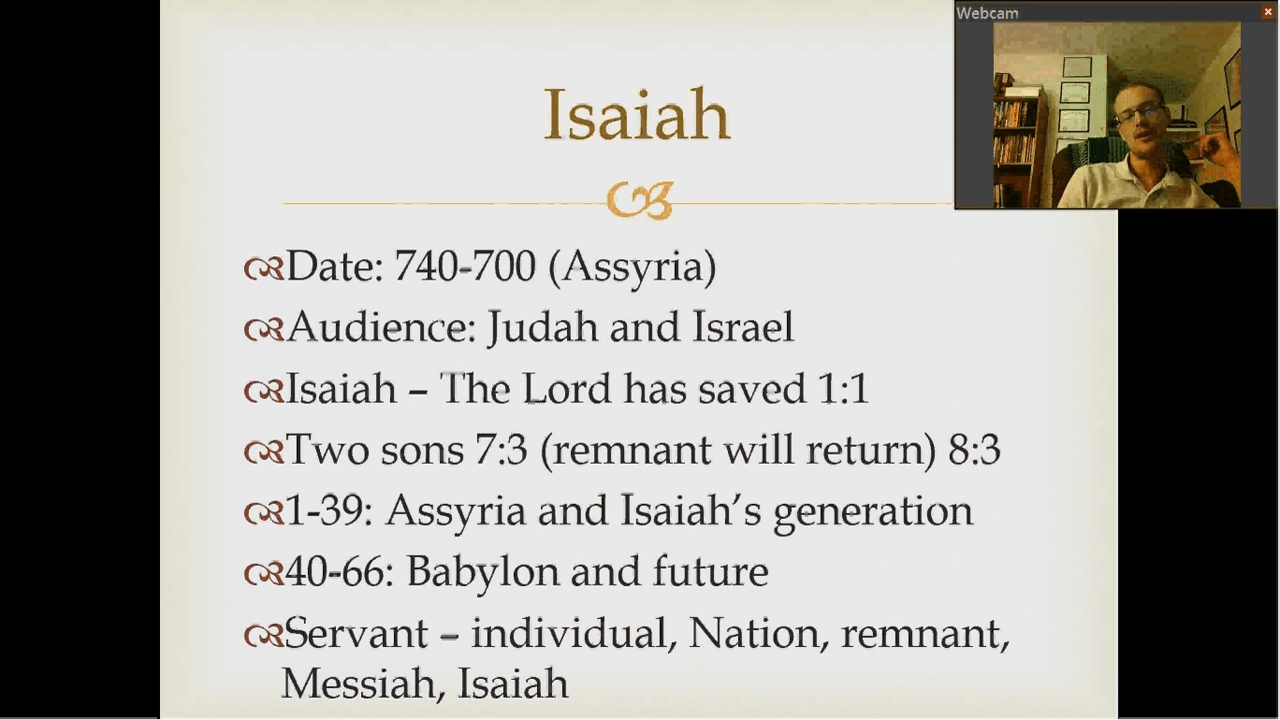 Webcam
Isaiah
Date: 740-700 (Assyria)
Audience: Judah and Israel
Isaiah – The Lord has saved 1:1
Two sons 7:3 (remnant will return) 8:3
1-39: Assyria and Isaiah’s generation
40-66: Babylon and future
Servant – individual, Nation, remnant,
Messiah, Isaiah